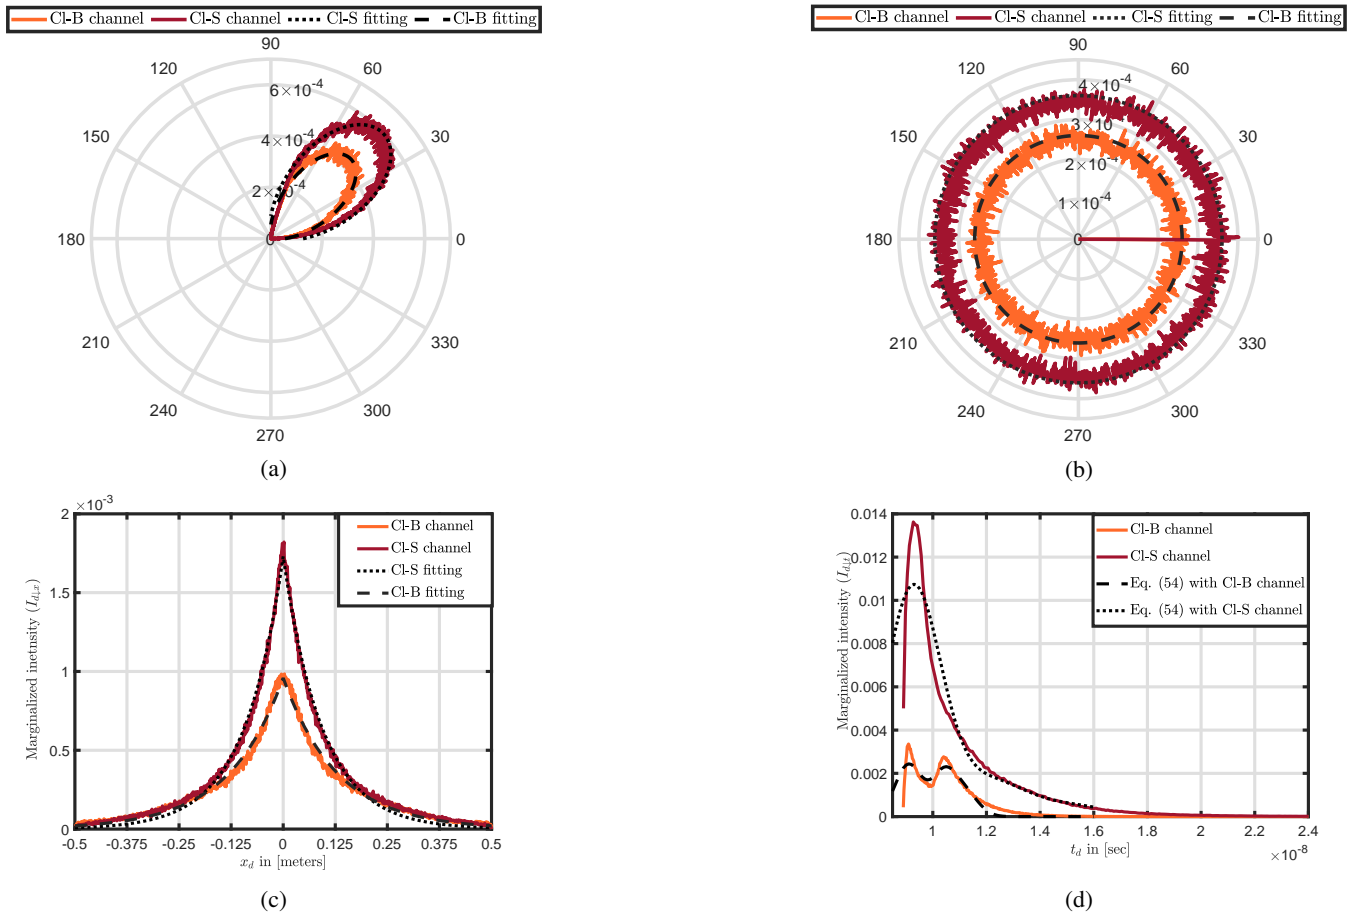 Cl-B channel Cl-S channel Cl-S fitting Cl-B fitting
90
120 60
6×10⁻⁴
150 4×10⁻⁴ 30
2×10⁻⁴
180 0 0
210 330
240 300
270
(a)
Cl-B channel Cl-S channel Cl-S fitting Cl-B fitting
90
120 60
4×10⁻⁴
150 3×10 30
2×10⁻⁴
1×10⁻⁴
180 0 0
210 330
240 300
270
(b)
×10⁻³
2
1.5
1
0.5
0
Marginalized inetnsity (I_{d↓x})
Cl-B channel
Cl-S channel
Cl-S fitting
Cl-B fitting
-0.5 -0.375 -0.25 -0.125 0 0.125 0.25 0.375 0.5
x_d in [meters]
(c)
0.014
0.012
0.01
0.008
0.006
0.004
0.002
0
Marginalized intensity (I_{d↓t})
Cl-B channel
Cl-S channel
Eq. (54) with Cl-B channel
Eq. (54) with Cl-S channel
1 1.2 1.4 1.6 1.8 2 2.2 2.4
t_d in [sec]
×10⁻⁸
(d)